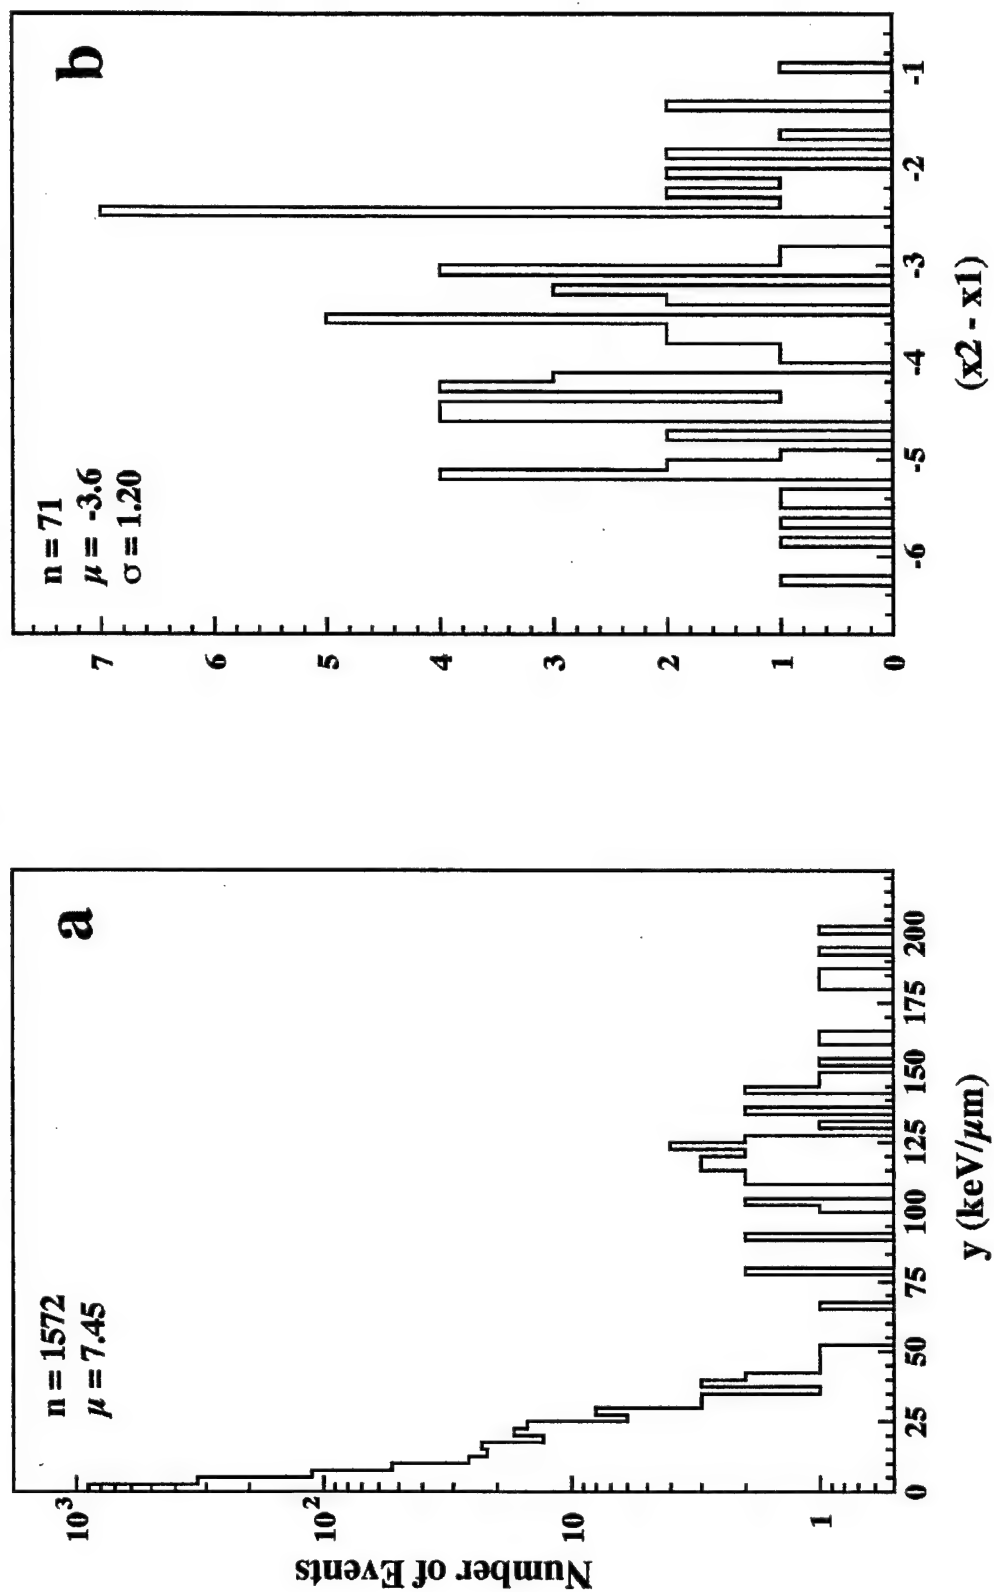 a
n = 1572
μ = 7.45
10³
10²
10
1
Number of Events
0
25
50
75
100
125
150
175
200
y (keV/μm)
b
n = 71
μ = -3.6
σ = 1.20
7
6
5
4
3
2
1
0
-6
-5
-4
-3
-2
-1
(x2 - x1)